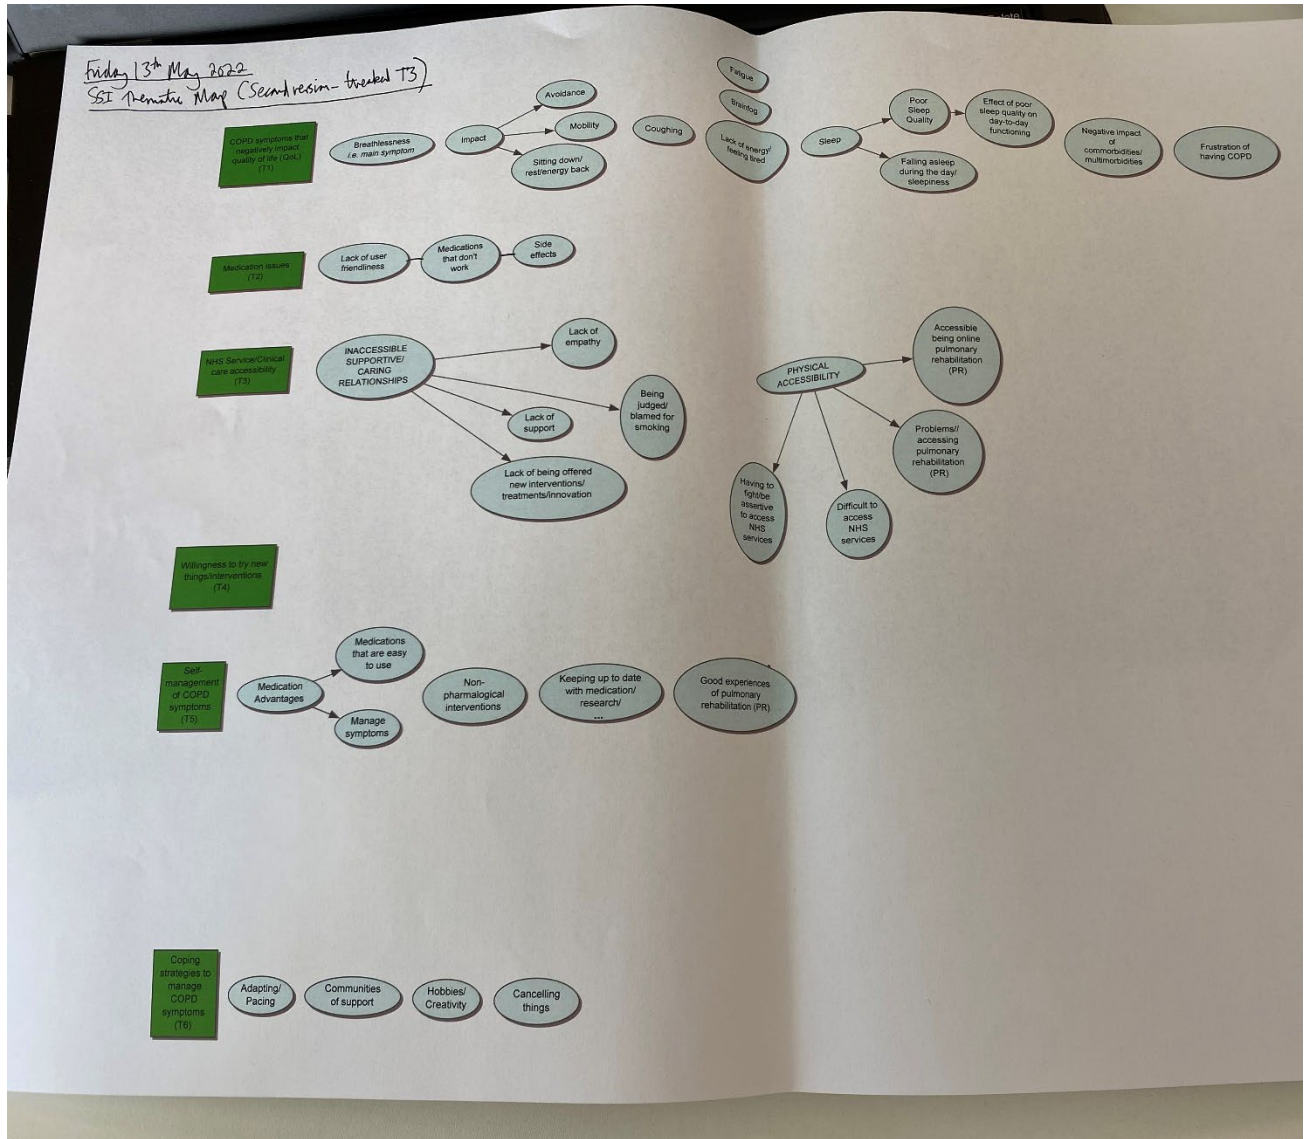 Friday 13th May 2022
SSI Thematic Map (Second version - tweaked T3)
COPD symptoms that
negatively impact
quality of life (QoL)
(T1)
Breathlessness
i.e. main symptom
Impact
Avoidance
Mobility
Sitting down/
rest/energy back
Coughing
Fatigue
Brainfog
Lack of energy/
feeling tired
Sleep
Poor
Sleep
Quality
Effect of poor
sleep quality on
day-to-day
functioning
Falling asleep
during the day/
sleepiness
Negative impact
of
commorbidities/
multimorbidities
Frustration of
having COPD
Medication issues
(T2)
Lack of user
friendliness
Medications
that don't
work
Side
effects
NHS Service/Clinical
care accessibility
(T3)
INACCESSIBLE
SUPPORTIVE/
CARING
RELATIONSHIPS
Lack of
empathy
Being
judged/
blamed for
smoking
Lack of
support
Lack of being offered
new interventions/
treatments/innovation
PHYSICAL
ACCESSIBILITY
Accessible
being online
pulmonary
rehabilitation
(PR)
Problems//
accessing
pulmonary
rehabilitation
(PR)
Having to
fight/be
assertive
to access
NHS
services
Difficult to
access
NHS
services
Willingness to try new
things/interventions
(T4)
Self-
management
of COPD
symptoms
(T5)
Medication
Advantages
Medications
that are easy
to use
Manage
symptoms
Non-
pharmalogical
interventions
Keeping up to date
with medication/
research/
...
Good experiences
of pulmonary
rehabilitation (PR)
Coping
strategies to
manage
COPD
symptoms
(T6)
Adapting/
Pacing
Communities
of support
Hobbies/
Creativity
Cancelling
things